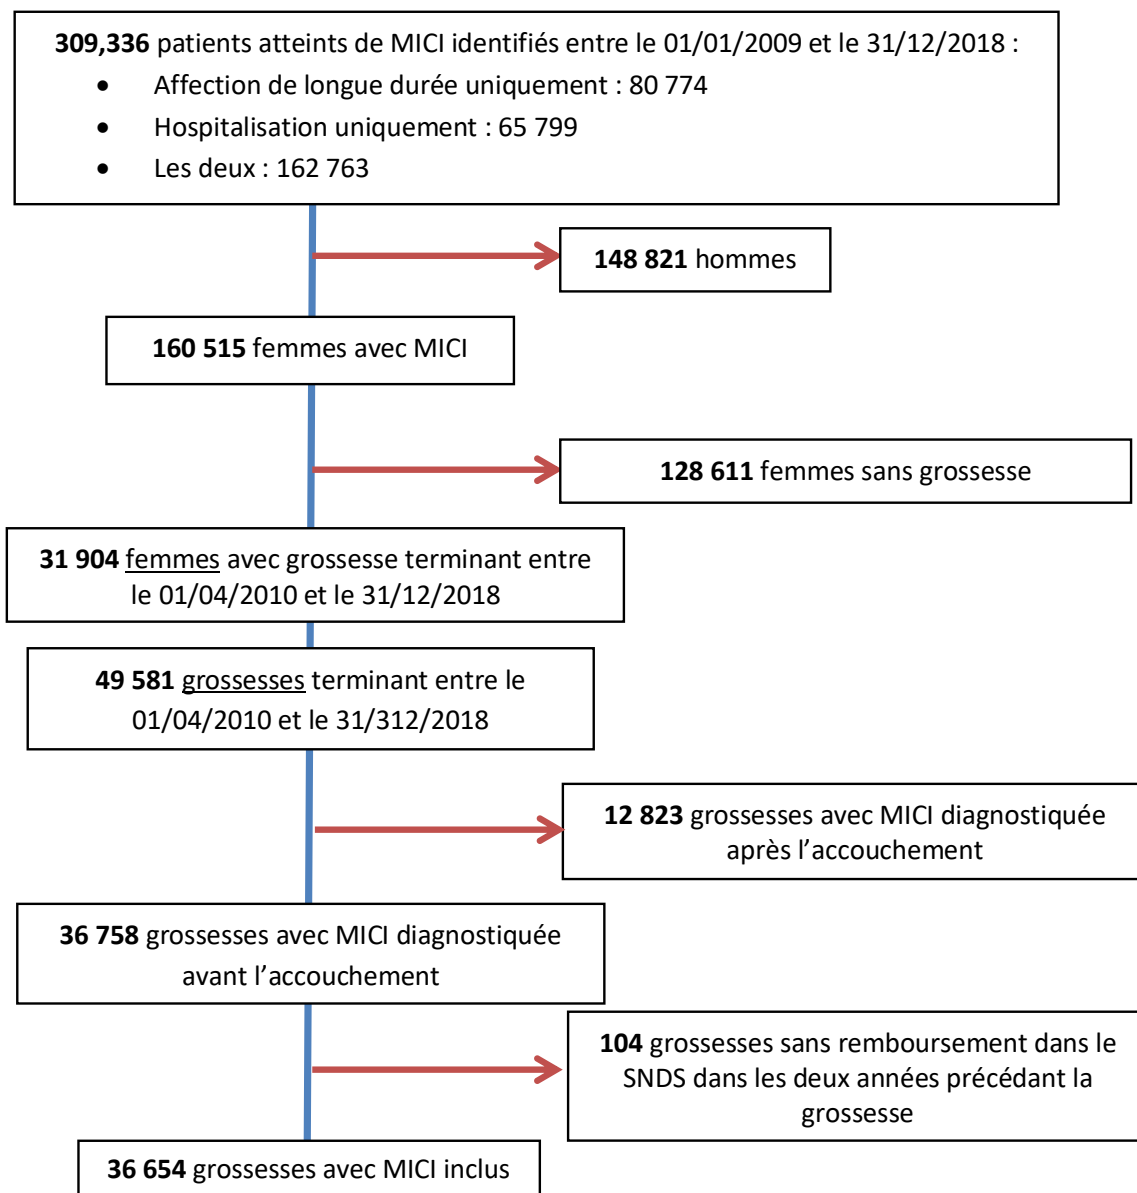 309,336 patients atteints de MICI identifiés entre le 01/01/2009 et le 31/12/2018 :
• Affection de longue durée uniquement : 80 774
• Hospitalisation uniquement : 65 799
• Les deux : 162 763
148 821 hommes
160 515 femmes avec MICI
128 611 femmes sans grossesse
31 904 femmes avec grossesse terminant entre
le 01/04/2010 et le 31/12/2018
49 581 grossesses terminant entre le
01/04/2010 et le 31/312/2018
12 823 grossesses avec MICI diagnostiquée
après l’accouchement
36 758 grossesses avec MICI diagnostiquée
avant l’accouchement
104 grossesses sans remboursement dans le
SNDS dans les deux années précédant la
grossesse
36 654 grossesses avec MICI inclus